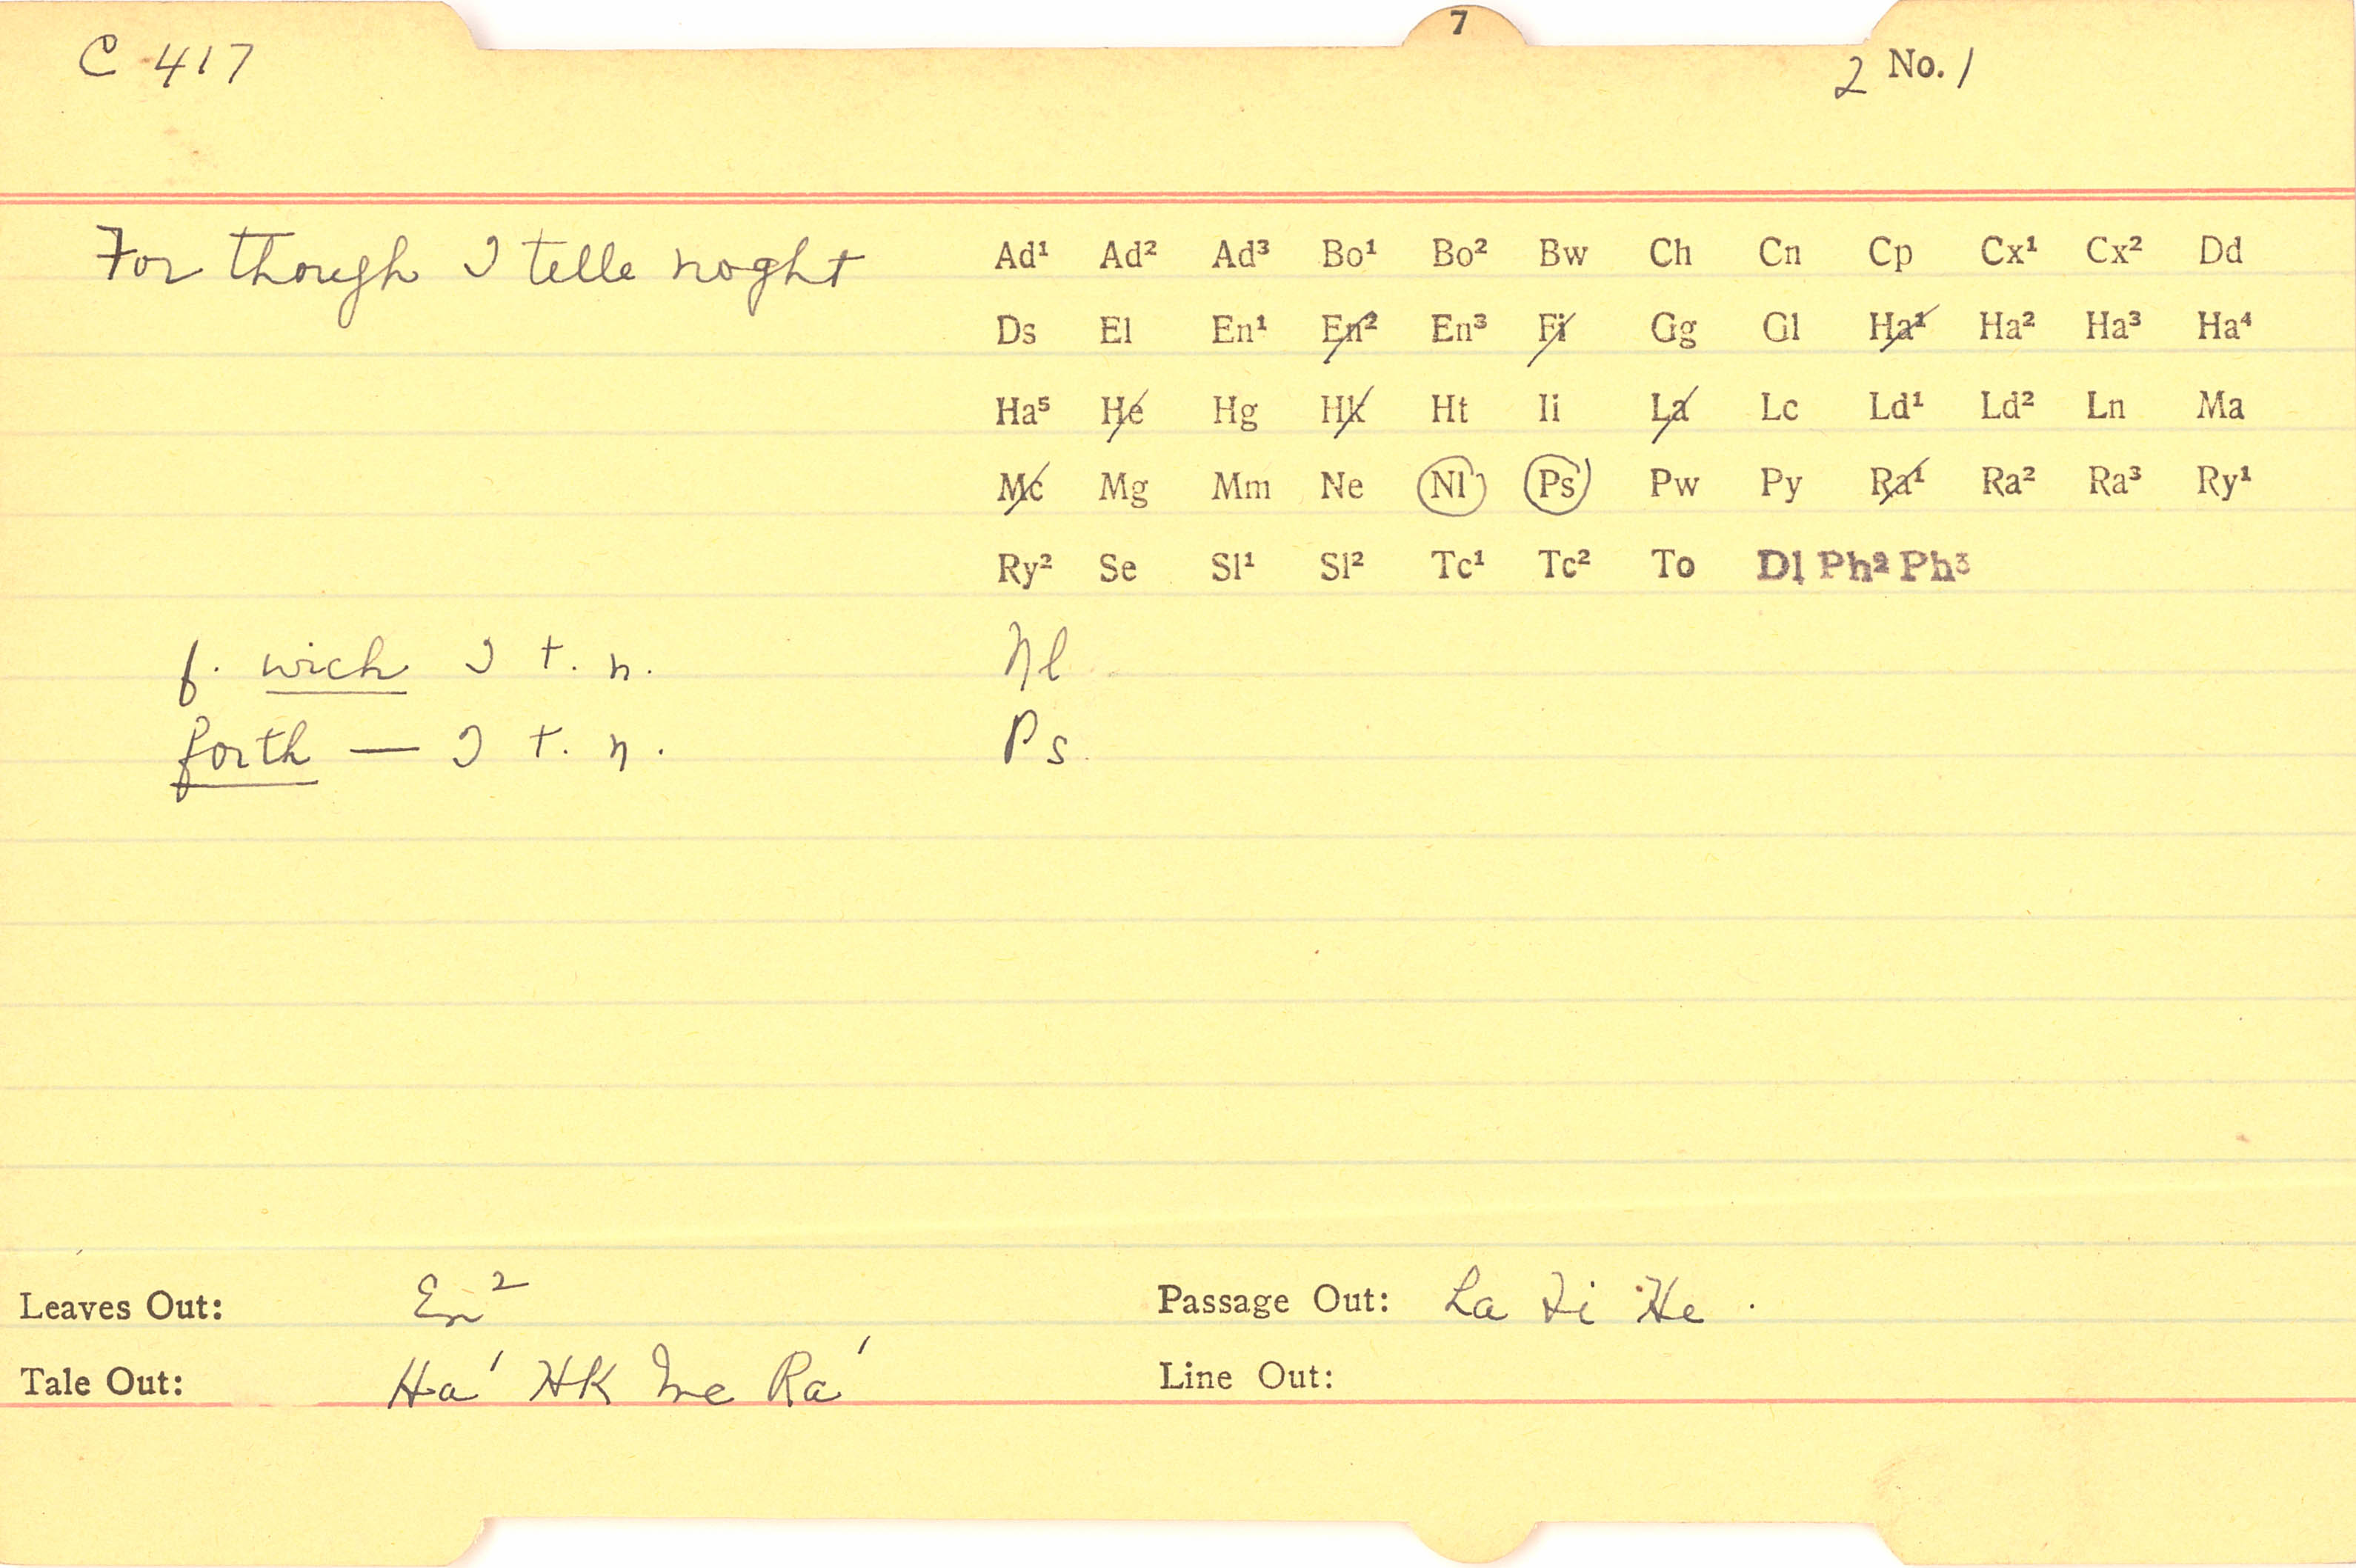 7
C 417
2 No. 1
For though I telle noght
Ad¹ Ad² Ad³ Bo¹ Bo² Bw Ch Cn Cp Cx¹ Cx² Dd
Ds El En¹ En² En³ Fi Gg Gl Ha¹ Ha² Ha³ Ha⁴
Ha⁵ He Hg Hk Ht Ii La Lc Ld¹ Ld² Ln Ma
Mc Mg Mm Ne Nl Ps Pw Py Ra¹ Ra² Ra³ Ry¹
Ry² Se Sl¹ Sl² Tc¹ Tc² To Dl Ph² Ph³
f. wich I t. n. Nl
forth — I t. n. Ps.
Leaves Out: En²
Passage Out: La Fi He.
Tale Out: Ha¹ HK Mc Ra¹
Line Out: